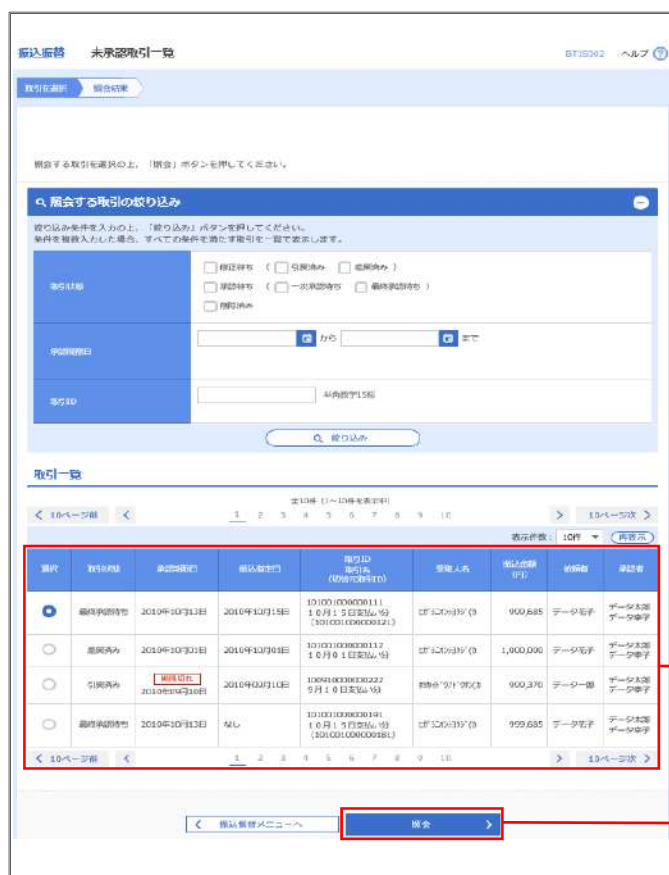 振込振替 未承認取引一覧 BTIS002 ヘルプ
取引を選択 照会結果
照会する取引を選択の上、「照会」ボタンを押してください。
照会する取引の絞り込み
絞り込み条件を入力の上、「絞り込み」ボタンを押してください。
条件を複数入力した場合、すべての条件を満たす取引を一覧で表示します。
取引状態
修正待ち ( 引戻済み 差戻済み )
承認待ち ( 一次承認待ち 最終承認待ち )
削除済み
承認期限日 から まで
取引ID 半角数字15桁
絞り込み
取引一覧
全10件 (1~10件を表示中)
10ページ前 1 2 3 4 5 6 7 8 9 10 10ページ次
表示件数: 10件 再表示
選択 取引状態 承認期限日 振込指定日 取引ID 受取人名 振込金額 依頼者 承認者
取引名 (円)
最終承認待ち 2010年10月13日 2010年10月15日 101001000000111 909,685 データ花子 データ太郎
10月15日支払い分 データ幸子
(101001000000121)
差戻済み 2010年10月01日 101001000000112 1,000,000 データ花子 データ太郎
10月01日支払い分 データ幸子
引戻済み 期限切れ 2010年09月10日 100910000000222 900,370 データ一郎 データ太郎
2010年09月10日 9月10日支払い分 データ幸子
最終承認待ち 2010年10月13日 なし 101001000000191 999,685 データ花子 データ太郎
10月15日支払い分 データ幸子
(101001000000181)
10ページ前 1 2 3 4 5 6 7 8 9 10 10ページ次
振込振替メニューへ 照会